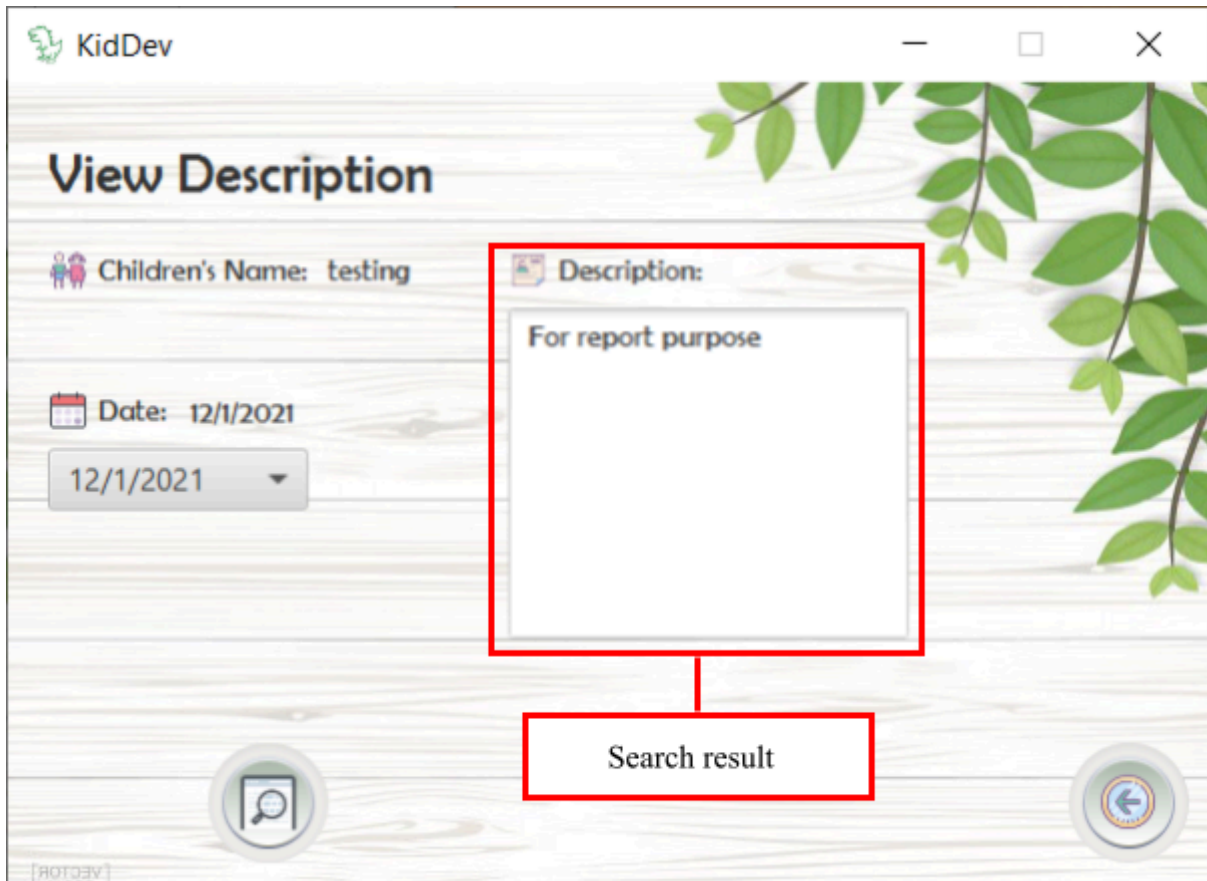 KidDev
View Description
Children's Name: testing
Description:
For report purpose
Date: 12/1/2021
12/1/2021
Search result
[VECTOR]